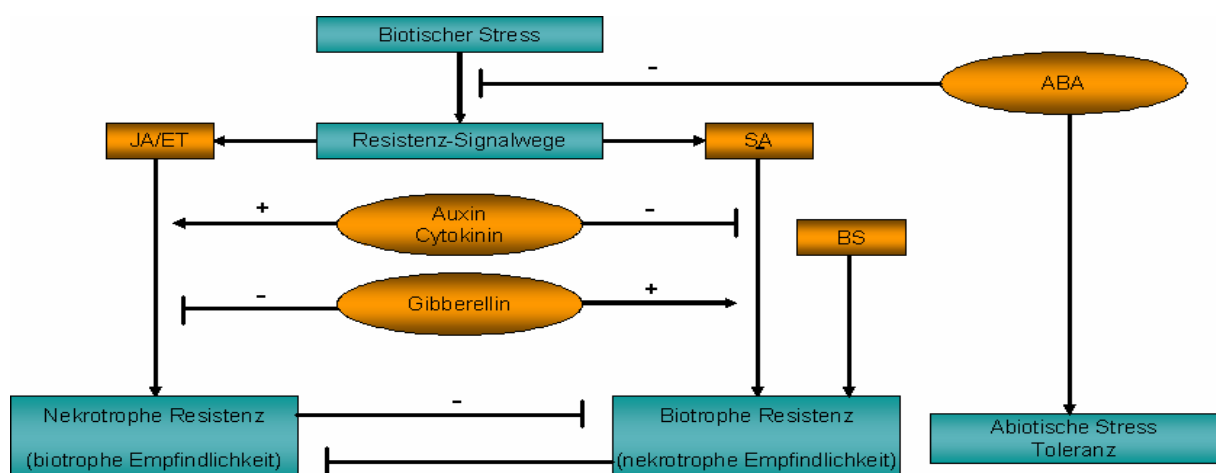 Biotischer Stress
-
ABA
JA/ET
Resistenz-Signalwege
SA
+
Auxin
Cytokinin
-
BS
-
Gibberellin
+
Nekrotrophe Resistenz
(biotrophe Empfindlichkeit)
-
Biotrophe Resistenz
(nekrotrophe Empfindlichkeit)
Abiotische Stress
Toleranz